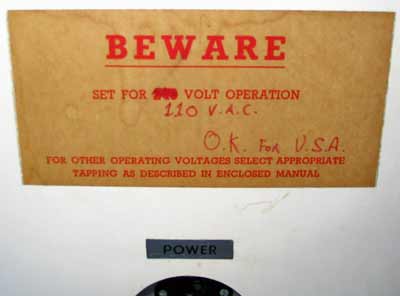 BEWARE
SET FOR VOLT OPERATION
110 V.A.C.
O.K. FOR U.S.A.
FOR OTHER OPERATING VOLTAGES SELECT APPROPRIATE
TAPPING AS DESCRIBED IN ENCLOSED MANUAL
POWER